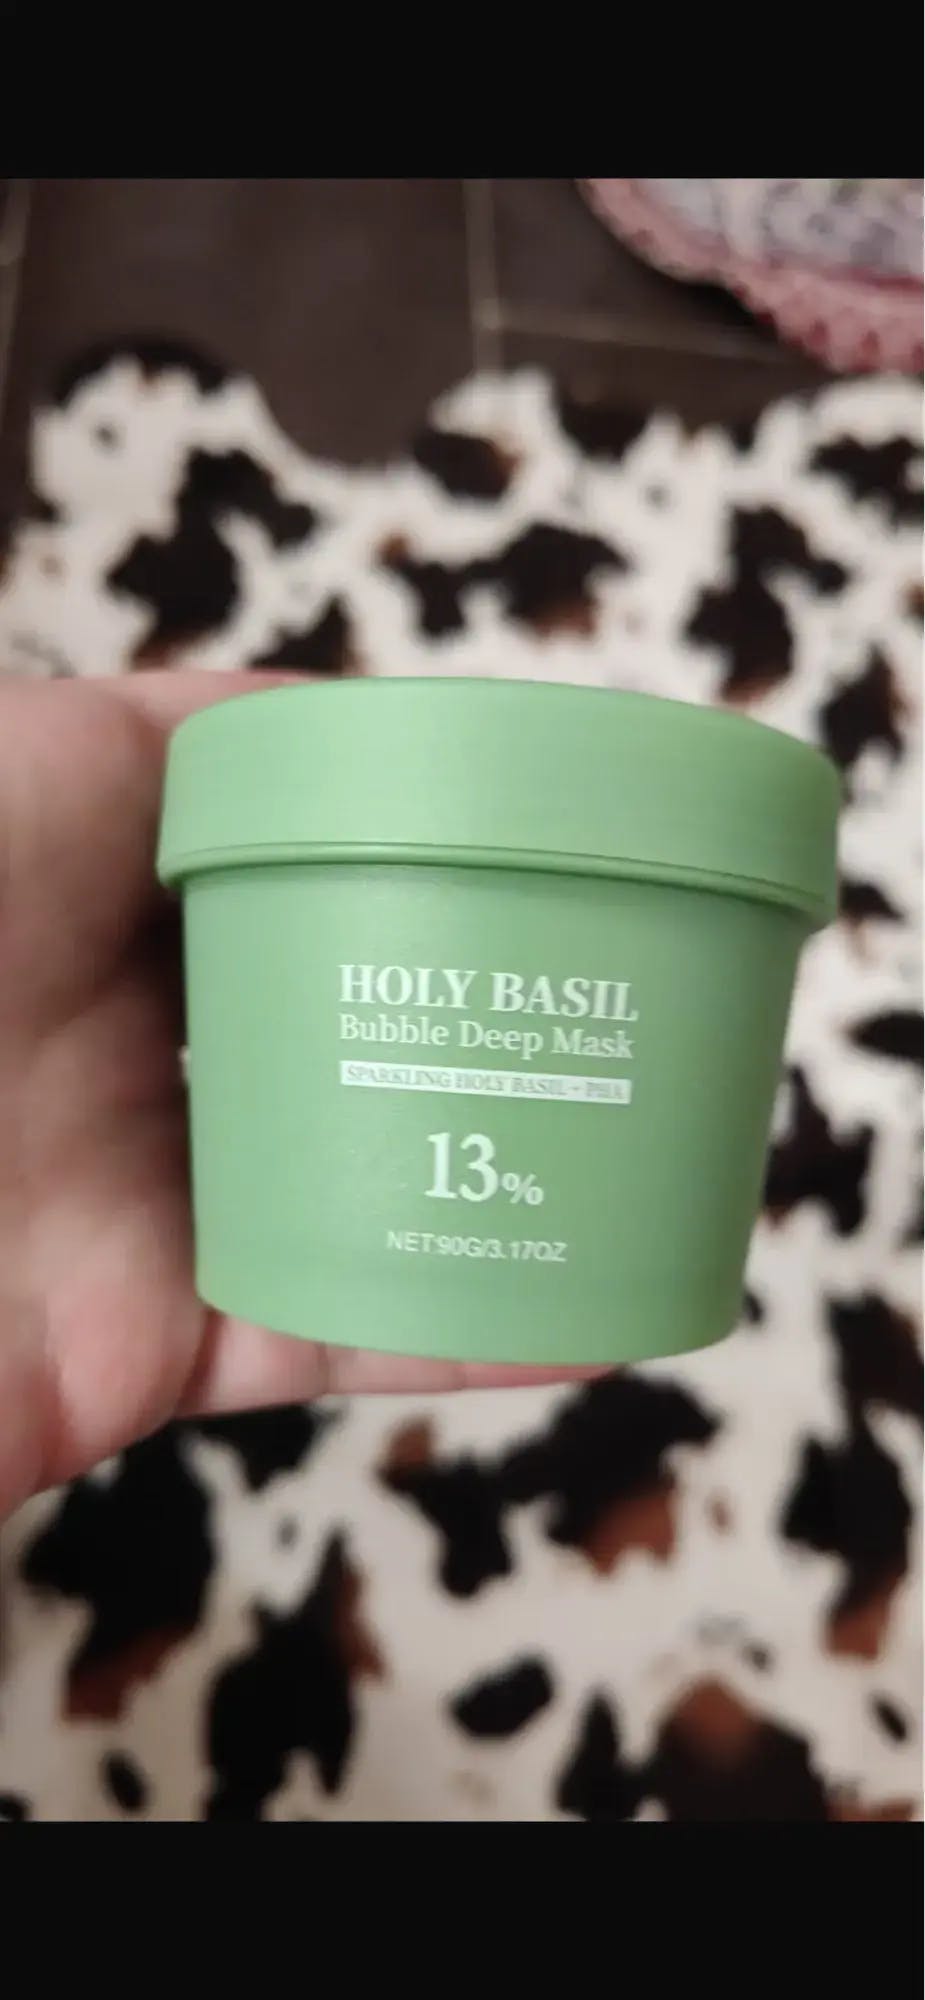 HOLY BASIL
Bubble Deep Mask
SPARKLING HOLY BASIL + PHA
13%
NET:90G/3.17OZ